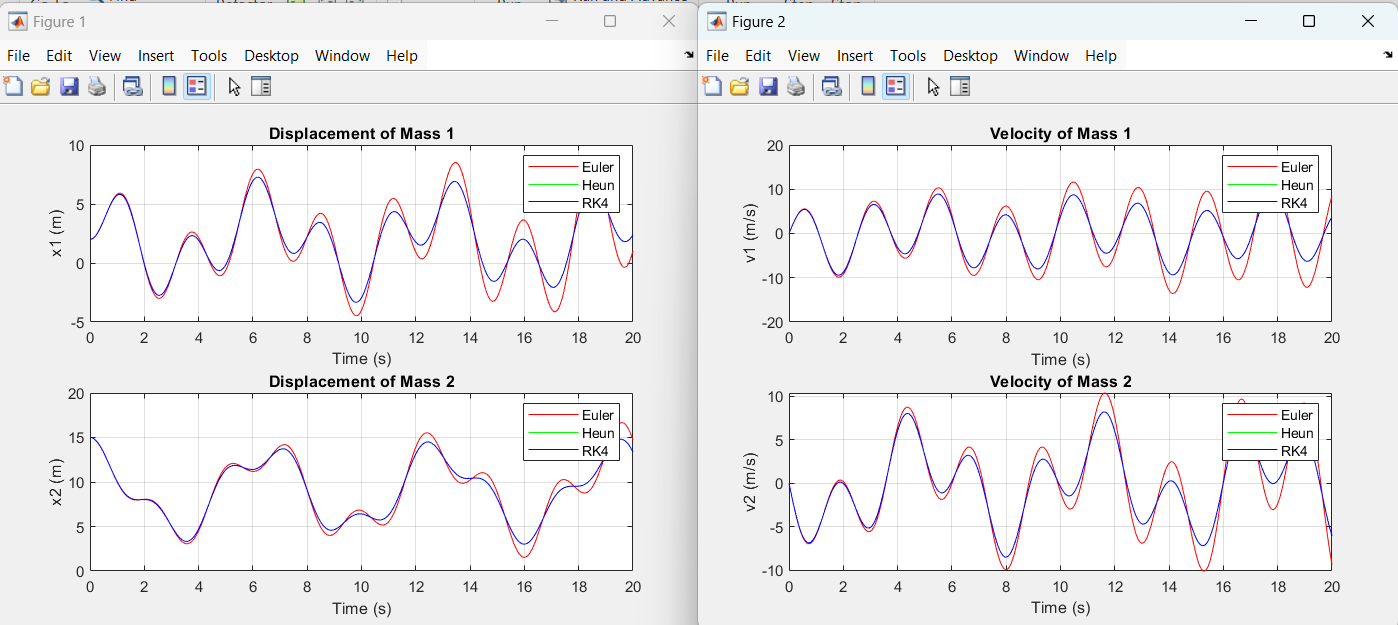 Figure 1
File Edit View Insert Tools Desktop Window Help
Displacement of Mass 1
10
5
0
-5
x1 (m)
Euler
Heun
RK4
0 2 4 6 8 10 12 14 16 18 20
Time (s)
Displacement of Mass 2
20
15
10
5
0
x2 (m)
Euler
Heun
RK4
0 2 4 6 8 10 12 14 16 18 20
Time (s)
Figure 2
File Edit View Insert Tools Desktop Window Help
Velocity of Mass 1
20
10
0
-10
-20
v1 (m/s)
Euler
Heun
RK4
0 2 4 6 8 10 12 14 16 18 20
Time (s)
Velocity of Mass 2
10
5
0
-5
-10
v2 (m/s)
Euler
Heun
RK4
0 2 4 6 8 10 12 14 16 18 20
Time (s)